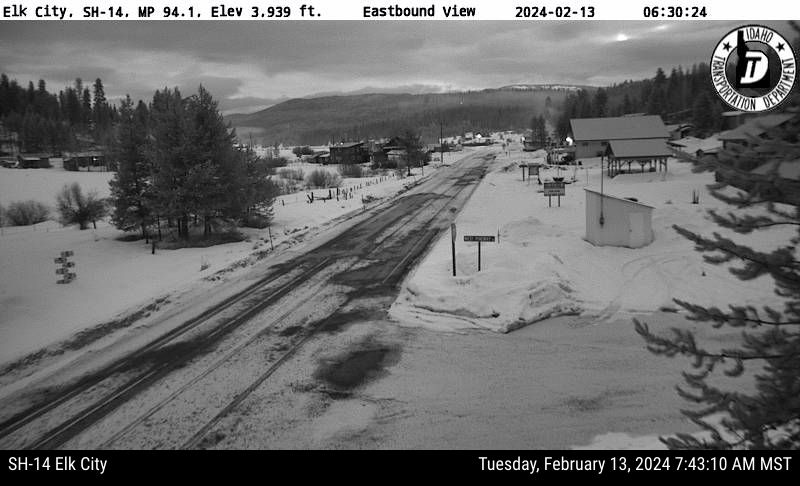 Elk City, SH-14, MP 94.1, Elev 3,939 ft. Eastbound View 2024-02-13 06:30:24
IDAHO
TRANSPORTATION DEPARTMENT
SH-14 Elk City Tuesday, February 13, 2024 7:43:10 AM MST